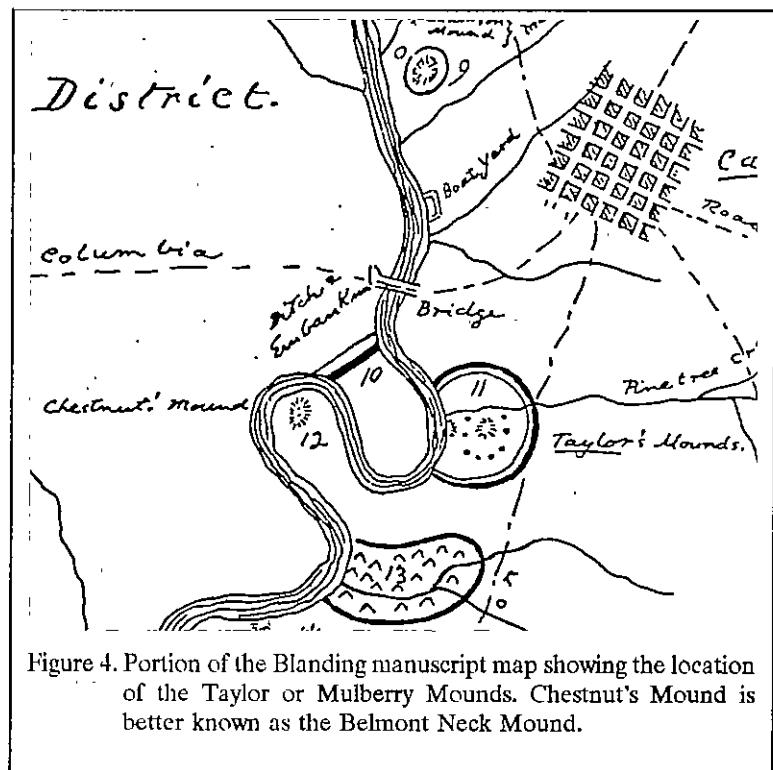 Mound }
District.
Boat Yard
Ca
Road
Columbia
Ditch &
Embankm
Bridge
10
11
Pinetree Cr
Chestnut's Mound
12
Taylor's Mounds.
13
Figure 4. Portion of the Blanding manuscript map showing the location
of the Taylor or Mulberry Mounds. Chestnut's Mound is
better known as the Belmont Neck Mound.